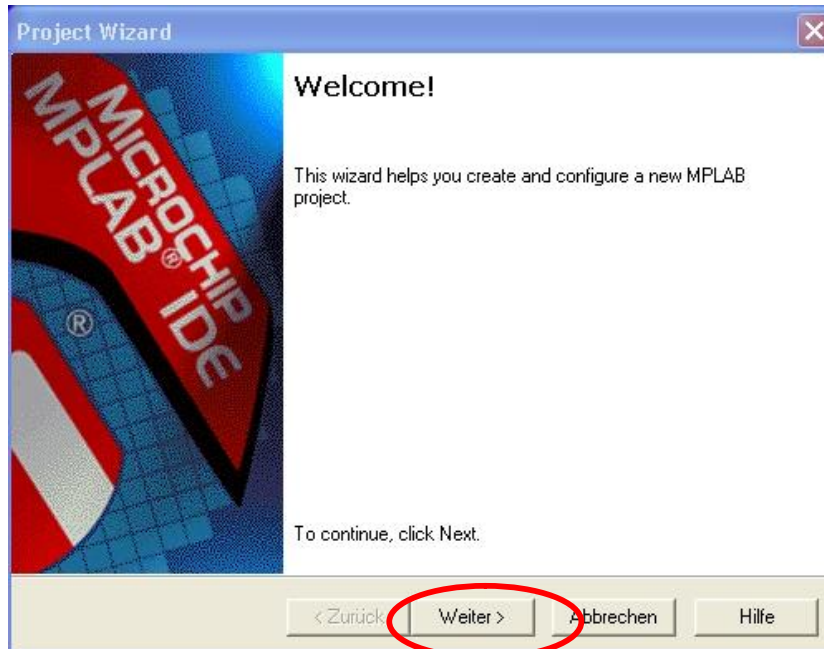 Project Wizard
MICROCHIP
MPLAB® IDE
®
Welcome!
This wizard helps you create and configure a new MPLAB
project.
To continue, click Next.
< Zurück
Weiter >
Abbrechen
Hilfe